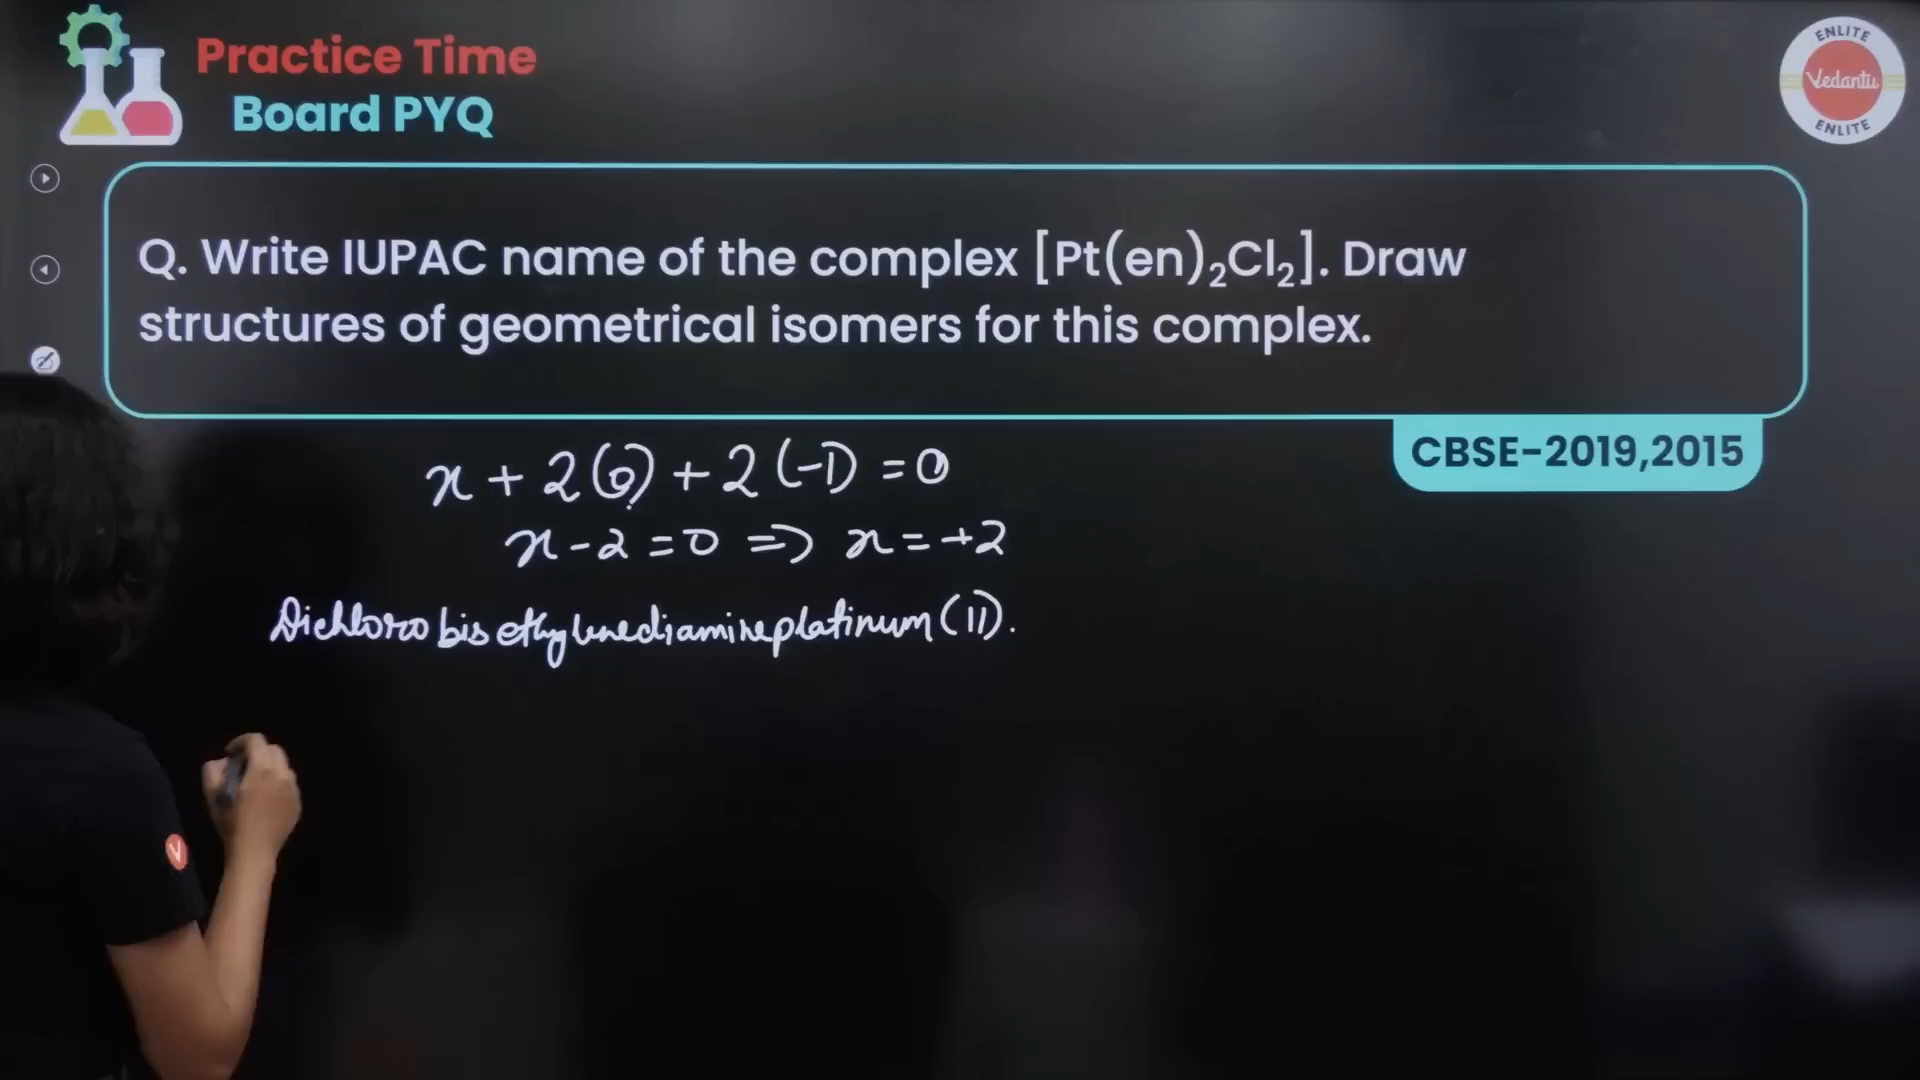 Practice Time
Board PYQ
ENLITE
Vedantu
ENLITE
Q. Write IUPAC name of the complex [Pt(en)₂Cl₂]. Draw
structures of geometrical isomers for this complex.
CBSE-2019,2015
x + 2(0) + 2(-1) = 0
x - 2 = 0 => x = +2
Dichloro bis ethylenediamineplatinum (II).
V